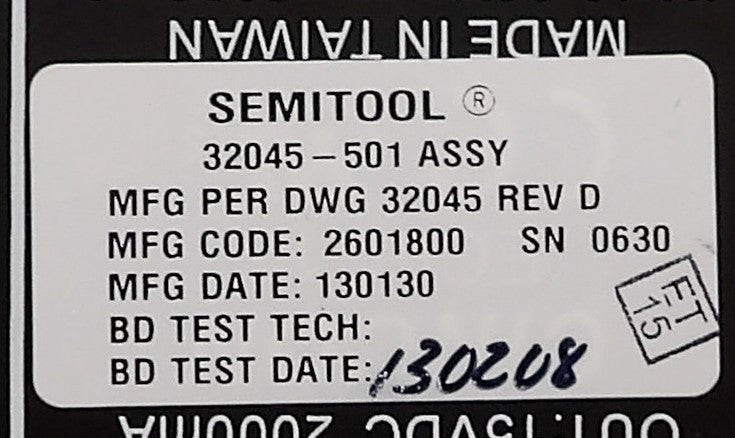 MADE IN TAIWAN
SEMITOOL ®
32045-501 ASSY
MFG PER DWG 32045 REV D
MFG CODE: 2601800 SN 0630
MFG DATE: 130130
BD TEST TECH:
BD TEST DATE: 130208
FT
15
OUT:15VDC 2000mA